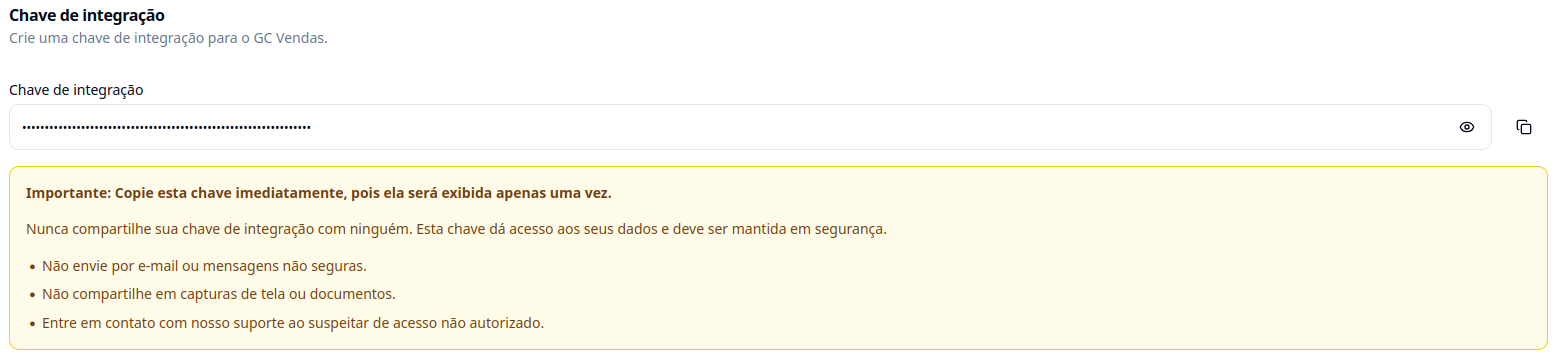 Chave de integração
Crie uma chave de integração para o GC Vendas.
Chave de integração
••••••••••••••••••••••••••••••••••••••••••••••••••••••••••••••••
Importante: Copie esta chave imediatamente, pois ela será exibida apenas uma vez.
Nunca compartilhe sua chave de integração com ninguém. Esta chave dá acesso aos seus dados e deve ser mantida em segurança.
• Não envie por e-mail ou mensagens não seguras.
• Não compartilhe em capturas de tela ou documentos.
• Entre em contato com nosso suporte ao suspeitar de acesso não autorizado.